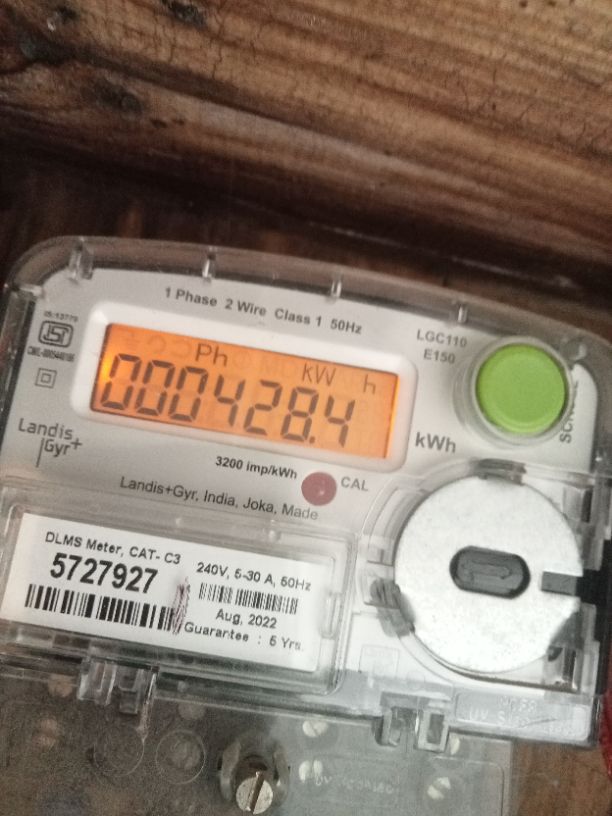 1 Phase 2 Wire Class 1 50Hz
IS:13779
LGC110
E150
Ph kW h
000428.4
kWh
Landis
Gyr+
3200 imp/kWh
CAL
Landis+Gyr, India, Joka, Made
DLMS Meter, CAT- C3
5727927
240V, 5-30 A, 50Hz
Aug, 2022
Guarantee : 5 Yrs.